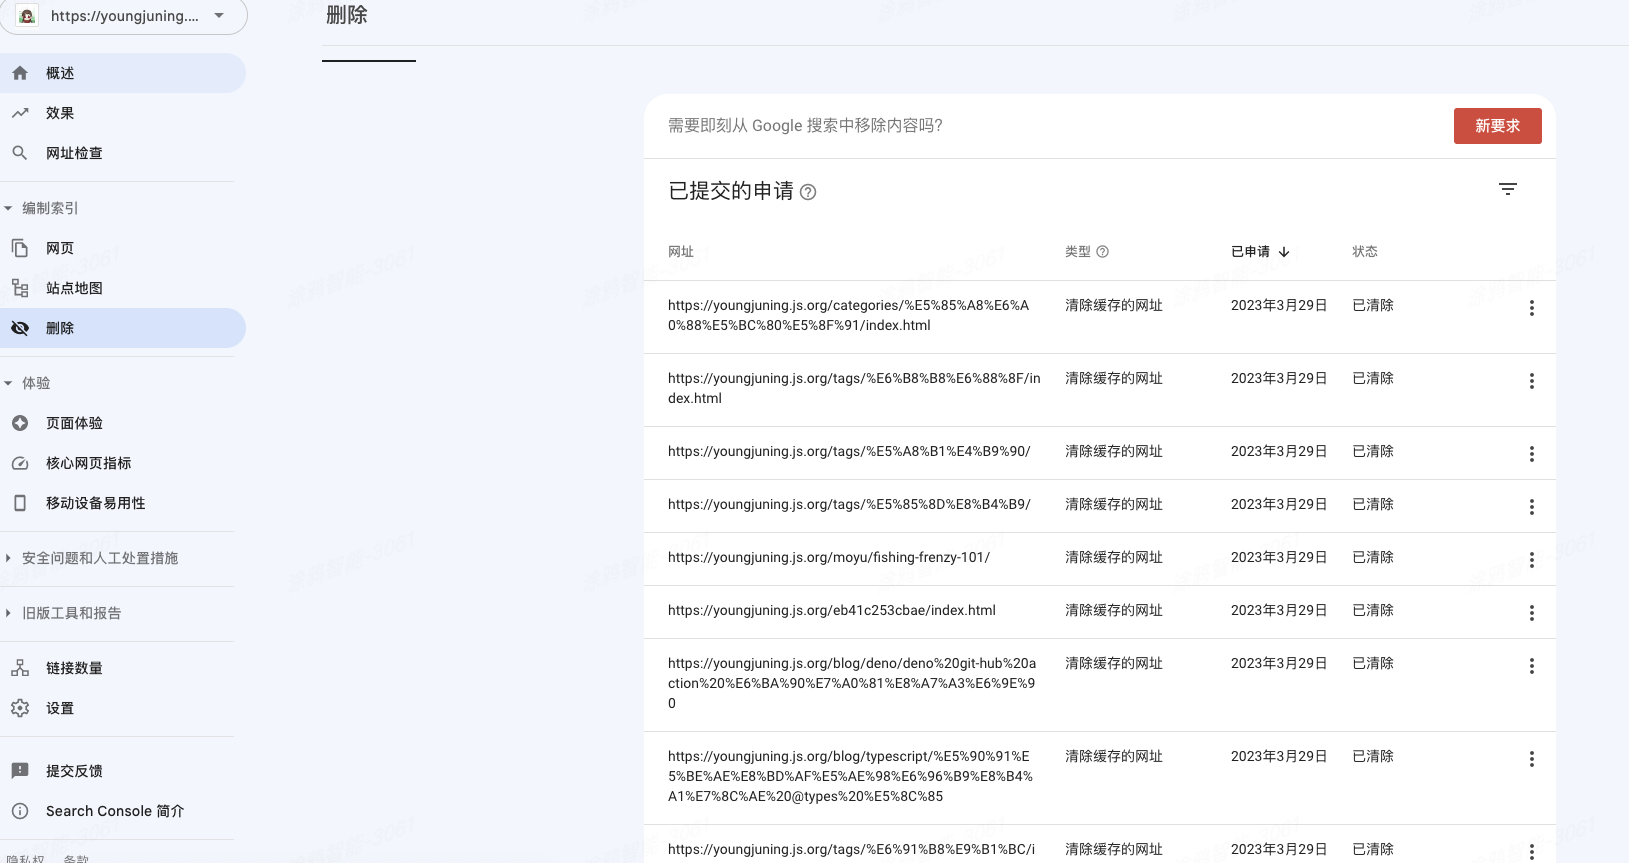 https://youngjuning....
删除
概述
效果
网址检查
编制索引
网页
站点地图
删除
体验
页面体验
核心网页指标
移动设备易用性
安全问题和人工处置措施
旧版工具和报告
链接数量
设置
提交反馈
Search Console 简介
隐私权 条款
需要即刻从 Google 搜索中移除内容吗?
新要求
已提交的申请
网址 类型 已申请 状态
https://youngjuning.js.org/categories/%E5%85%A8%E6%A 清除缓存的网址 2023年3月29日 已清除
0%88%E5%BC%80%E5%8F%91/index.html
https://youngjuning.js.org/tags/%E6%B8%B8%E6%88%8F/in 清除缓存的网址 2023年3月29日 已清除
dex.html
https://youngjuning.js.org/tags/%E5%A8%B1%E4%B9%90/ 清除缓存的网址 2023年3月29日 已清除
https://youngjuning.js.org/tags/%E5%85%8D%E8%B4%B9/ 清除缓存的网址 2023年3月29日 已清除
https://youngjuning.js.org/moyu/fishing-frenzy-101/ 清除缓存的网址 2023年3月29日 已清除
https://youngjuning.js.org/eb41c253cbae/index.html 清除缓存的网址 2023年3月29日 已清除
https://youngjuning.js.org/blog/deno/deno%20git-hub%20a 清除缓存的网址 2023年3月29日 已清除
ction%20%E6%BA%90%E7%A0%81%E8%A7%A3%E6%9E%9
0
https://youngjuning.js.org/blog/typescript/%E5%90%91%E 清除缓存的网址 2023年3月29日 已清除
5%BE%AE%E8%BD%AF%E5%AE%98%E6%96%B9%E8%B4%
A1%E7%8C%AE%20@types%20%E5%8C%85
https://youngjuning.js.org/tags/%E6%91%B8%E9%B1%BC/i 清除缓存的网址 2023年3月29日 已清除